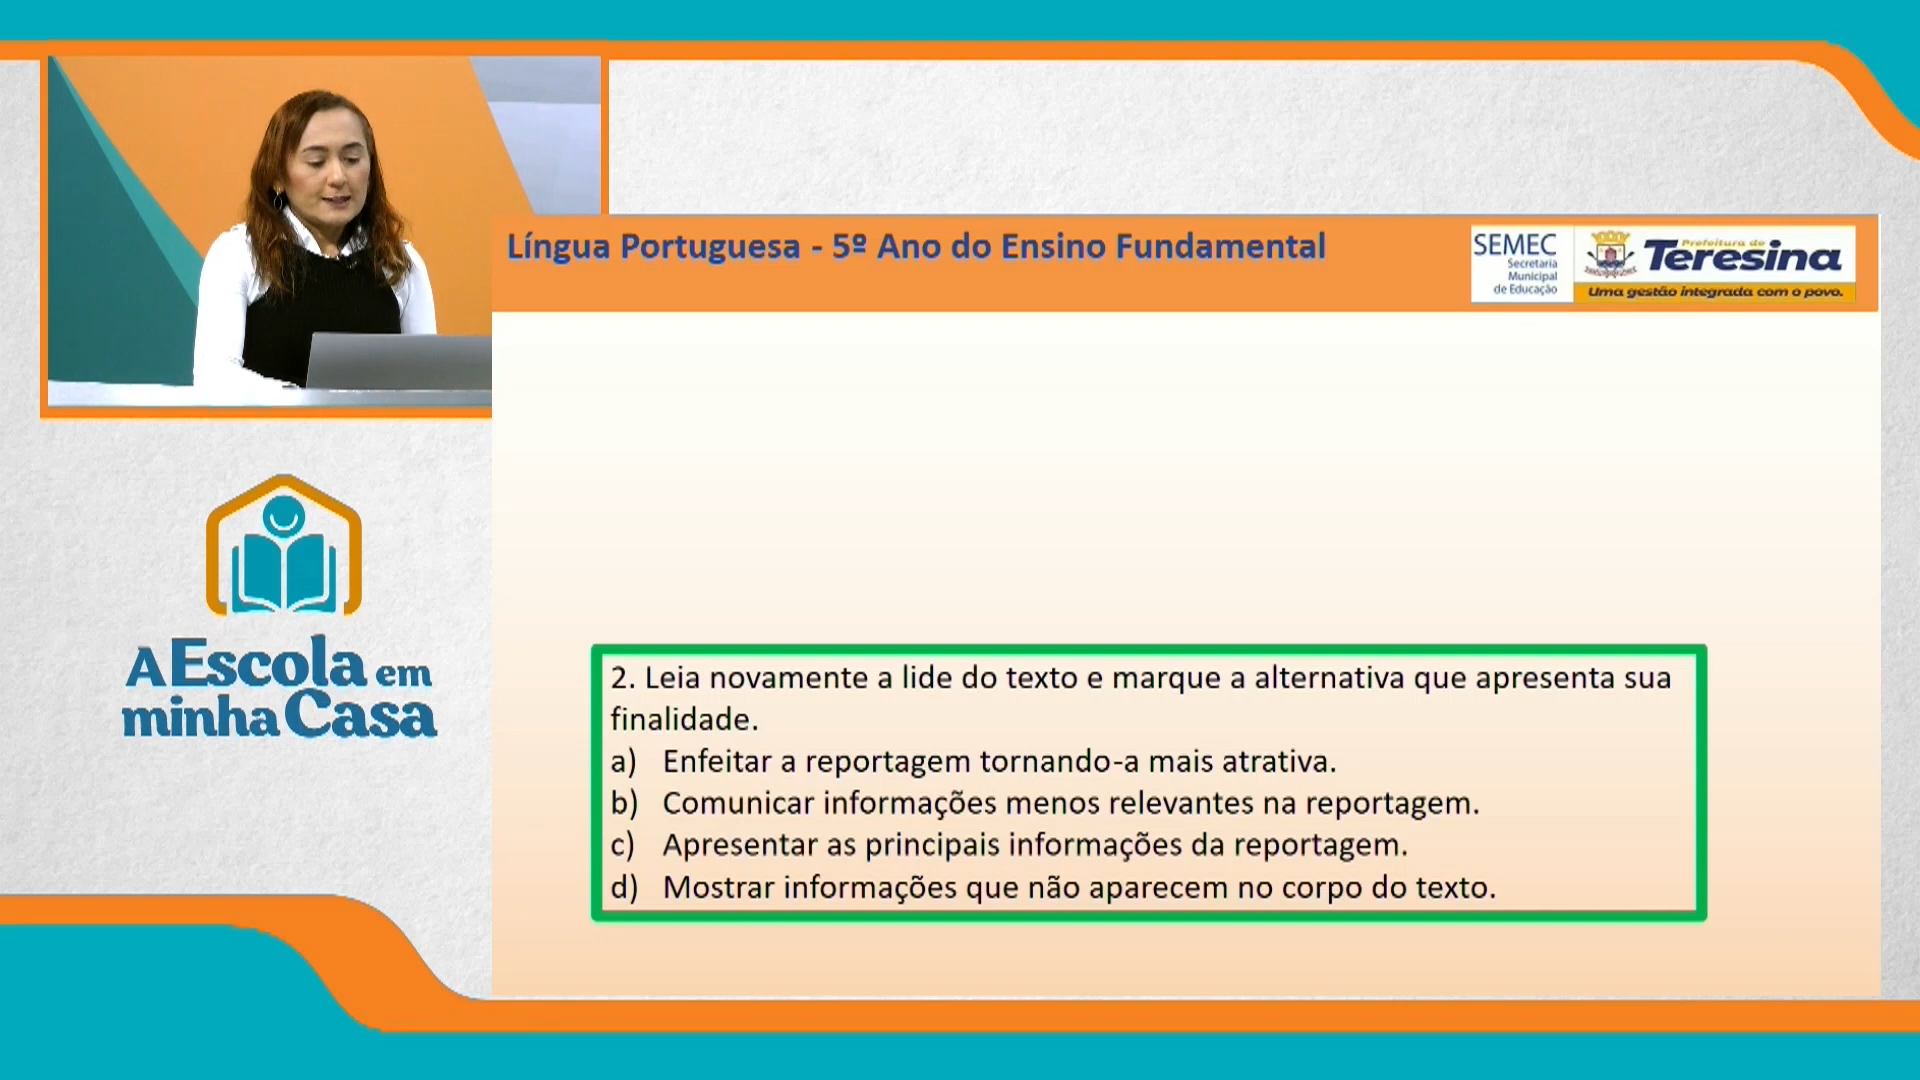 Língua Portuguesa - 5º Ano do Ensino Fundamental
SEMEC
Secretaria
Municipal
de Educação
Prefeitura de
Teresina
Uma gestão integrada com o povo.
A Escola em
minha Casa
2. Leia novamente a lide do texto e marque a alternativa que apresenta sua
finalidade.
a) Enfeitar a reportagem tornando-a mais atrativa.
b) Comunicar informações menos relevantes na reportagem.
c) Apresentar as principais informações da reportagem.
d) Mostrar informações que não aparecem no corpo do texto.